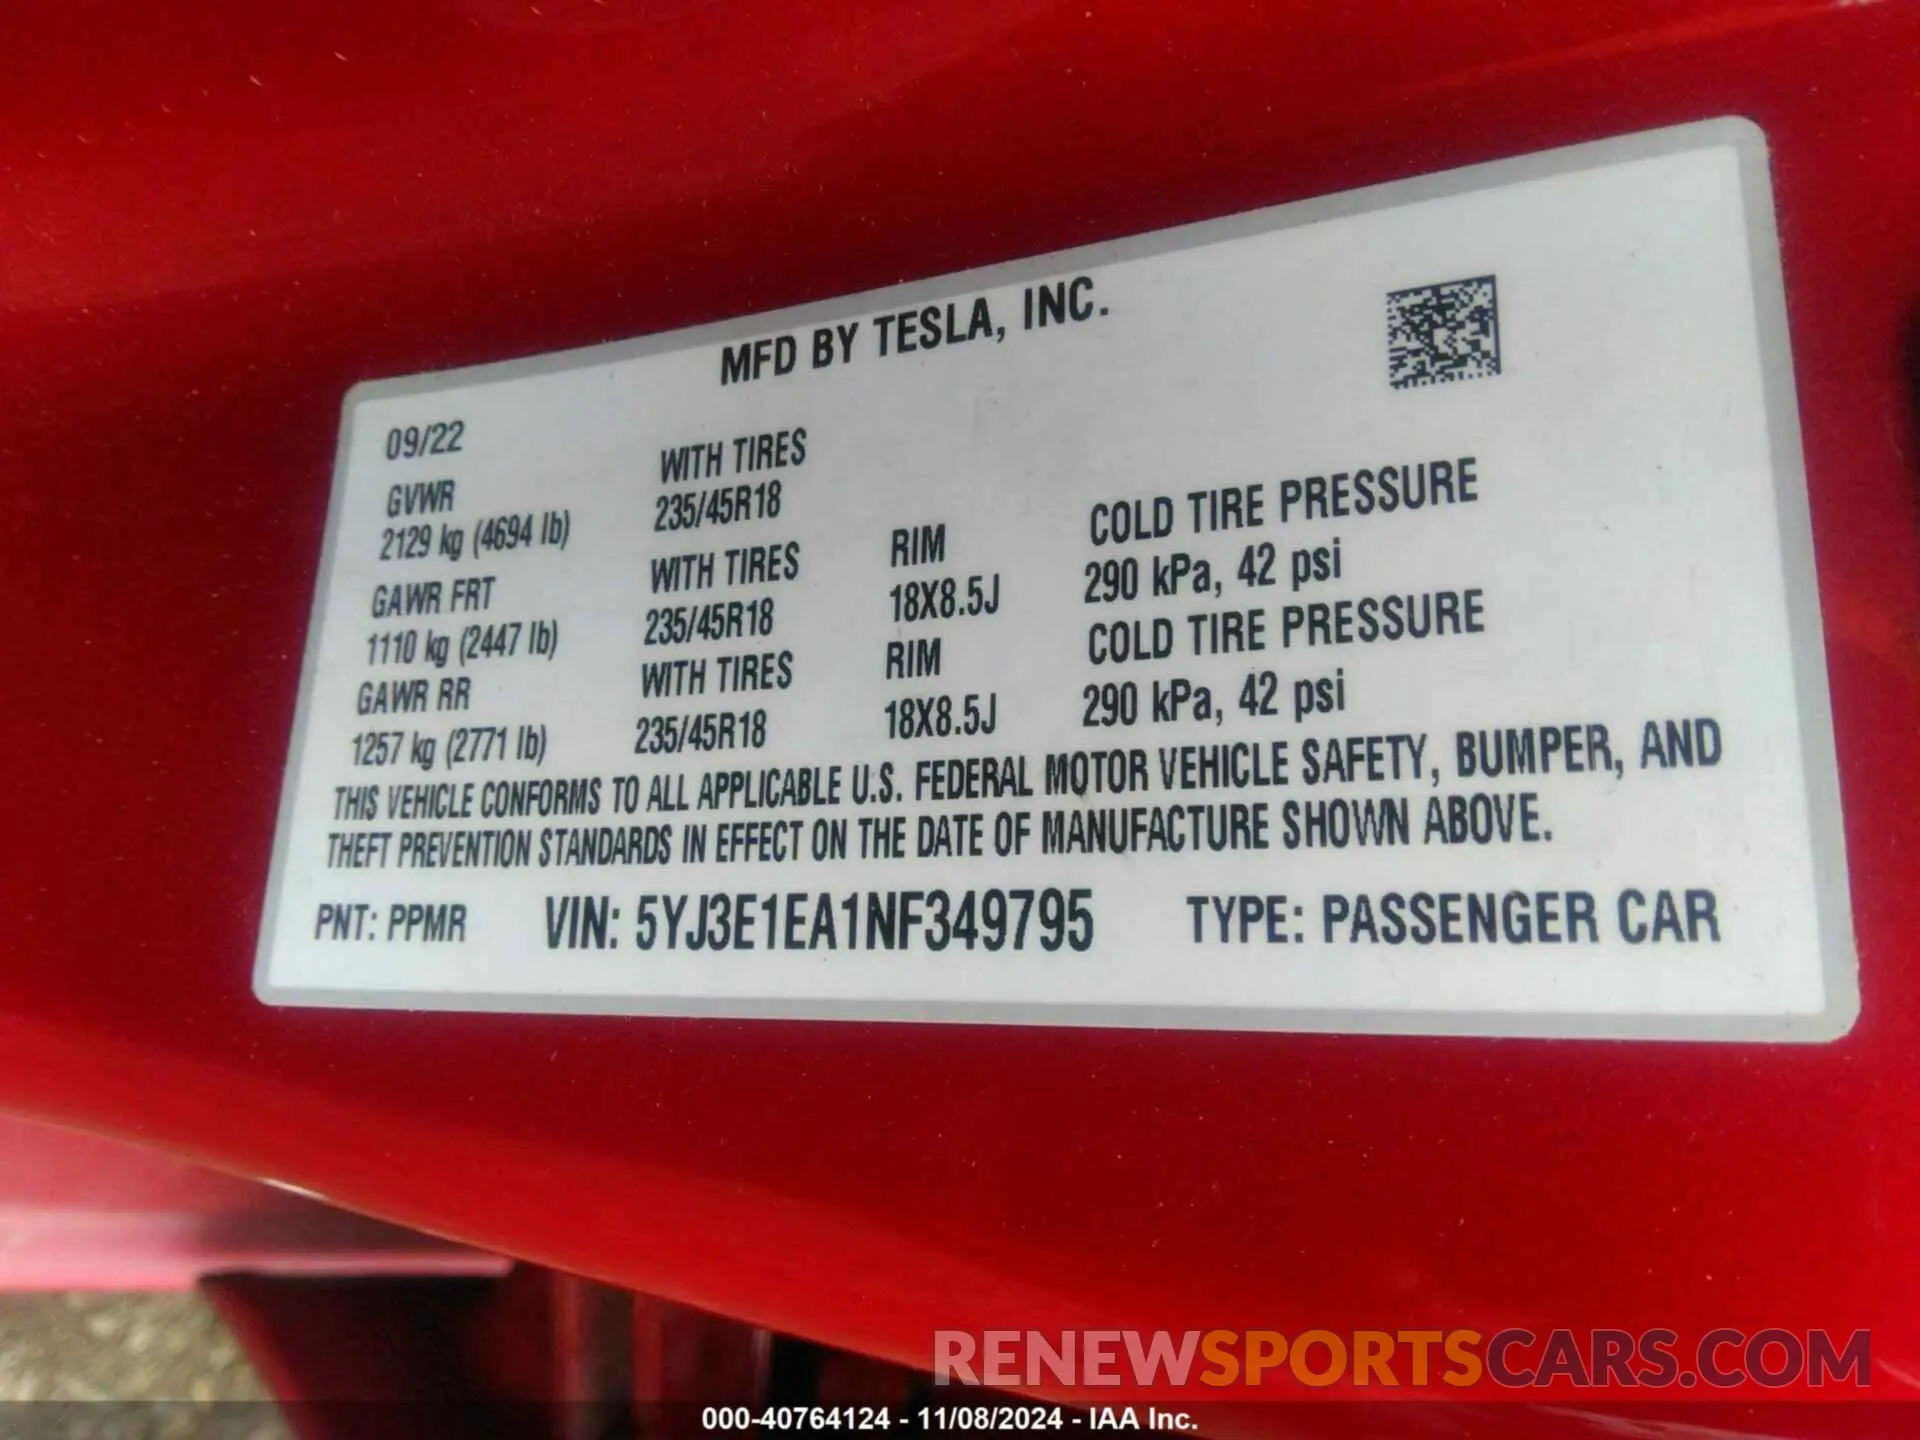 MFD BY TESLA, INC.
09/22
GVWR WITH TIRES
2129 kg (4694 lb) 235/45R18
GAWR FRT WITH TIRES RIM COLD TIRE PRESSURE
1110 kg (2447 lb) 235/45R18 18X8.5J 290 kPa, 42 psi
GAWR RR WITH TIRES RIM COLD TIRE PRESSURE
1257 kg (2771 lb) 235/45R18 18X8.5J 290 kPa, 42 psi
THIS VEHICLE CONFORMS TO ALL APPLICABLE U.S. FEDERAL MOTOR VEHICLE SAFETY, BUMPER, AND
THEFT PREVENTION STANDARDS IN EFFECT ON THE DATE OF MANUFACTURE SHOWN ABOVE.
PNT: PPMR VIN: 5YJ3E1EA1NF349795 TYPE: PASSENGER CAR
RENEWSPORTSCARS.COM
000-40764124 - 11/08/2024 - IAA Inc.